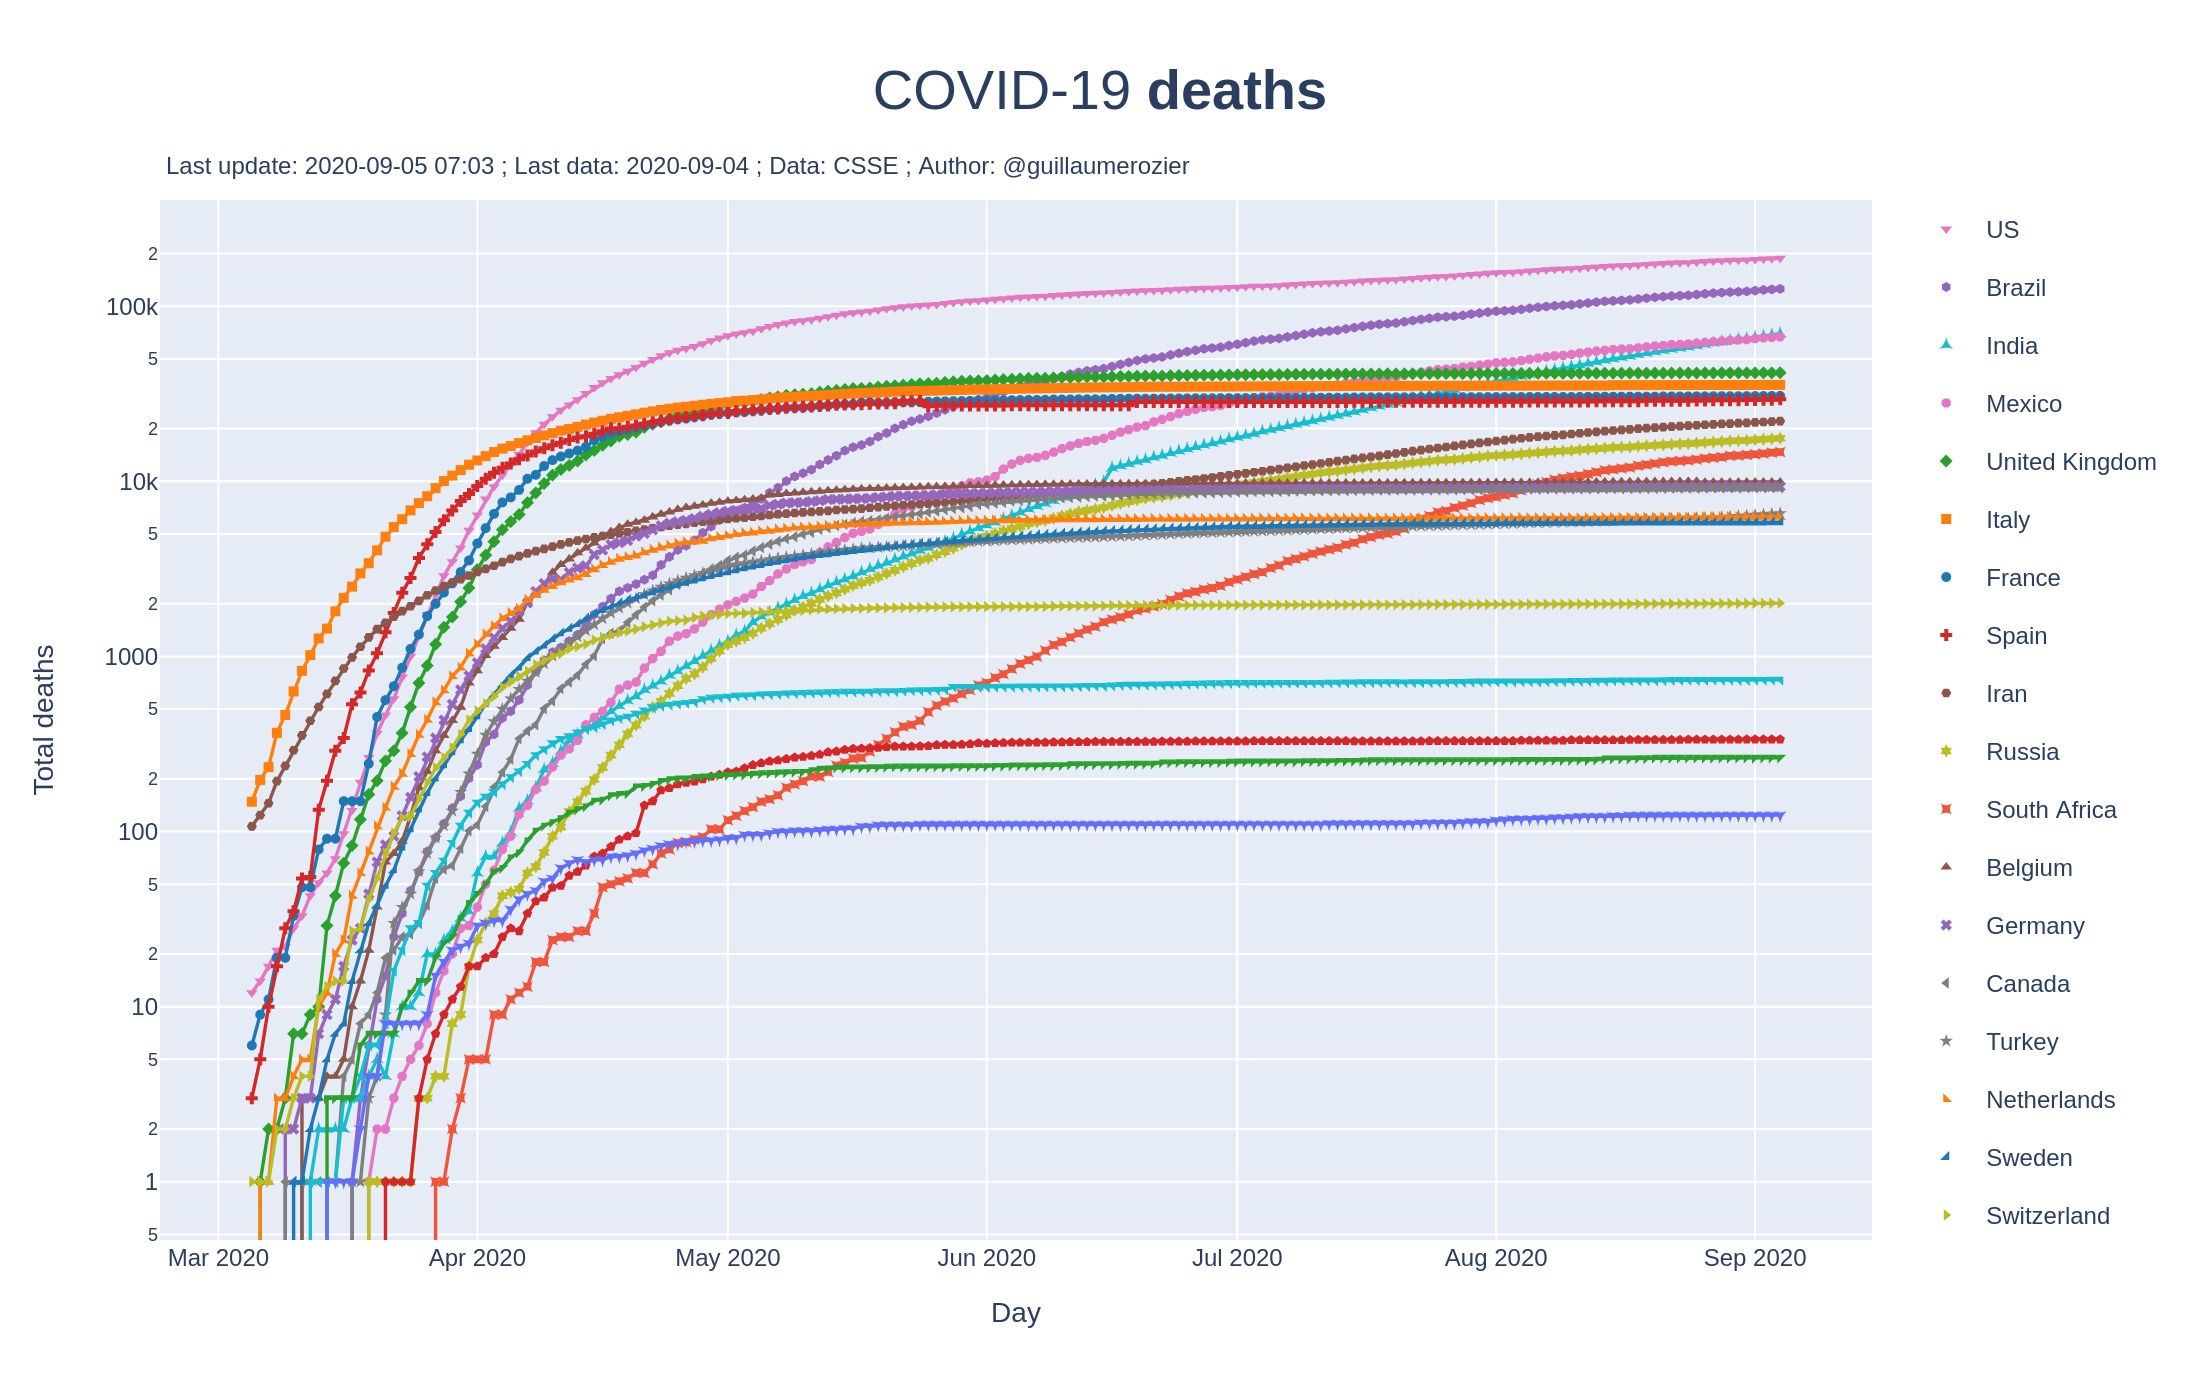 COVID-19 deaths
Last update: 2020-09-05 07:03 ; Last data: 2020-09-04 ; Data: CSSE ; Author: @guillaumerozier
Total deaths
2
100k
5
2
10k
5
2
1000
5
2
100
5
2
10
5
2
1
5
Mar 2020 Apr 2020 May 2020 Jun 2020 Jul 2020 Aug 2020 Sep 2020
Day
US
Brazil
India
Mexico
United Kingdom
Italy
France
Spain
Iran
Russia
South Africa
Belgium
Germany
Canada
Turkey
Netherlands
Sweden
Switzerland